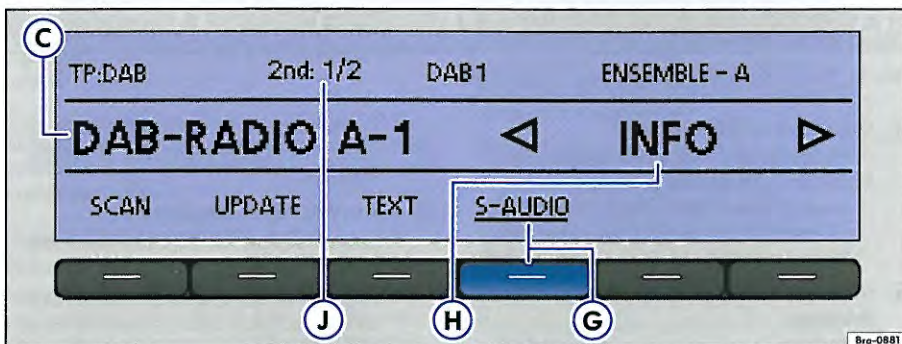 C
TP:DAB 2nd: 1/2 DAB1 ENSEMBLE - A
DAB-RADIO A-1 ◁ INFO ▷
SCAN UPDATE TEXT S-AUDIO
J H G
Bra-0881